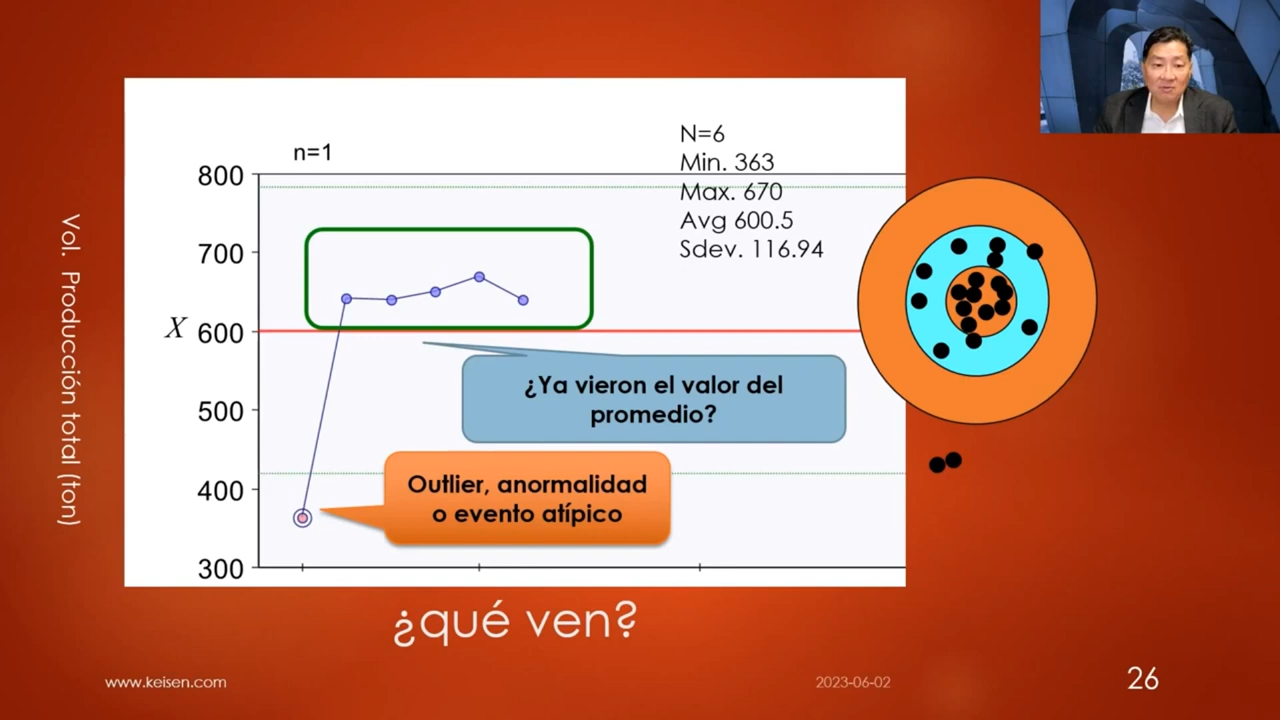 n=1
N=6
Min. 363
Max. 670
Avg 600.5
Sdev. 116.94
800
700
X 600
500
400
300
Vol. Producción total (ton)
¿Ya vieron el valor del
promedio?
Outlier, anormalidad
o evento atípico
¿qué ven?
www.keisen.com
2023-06-02
26